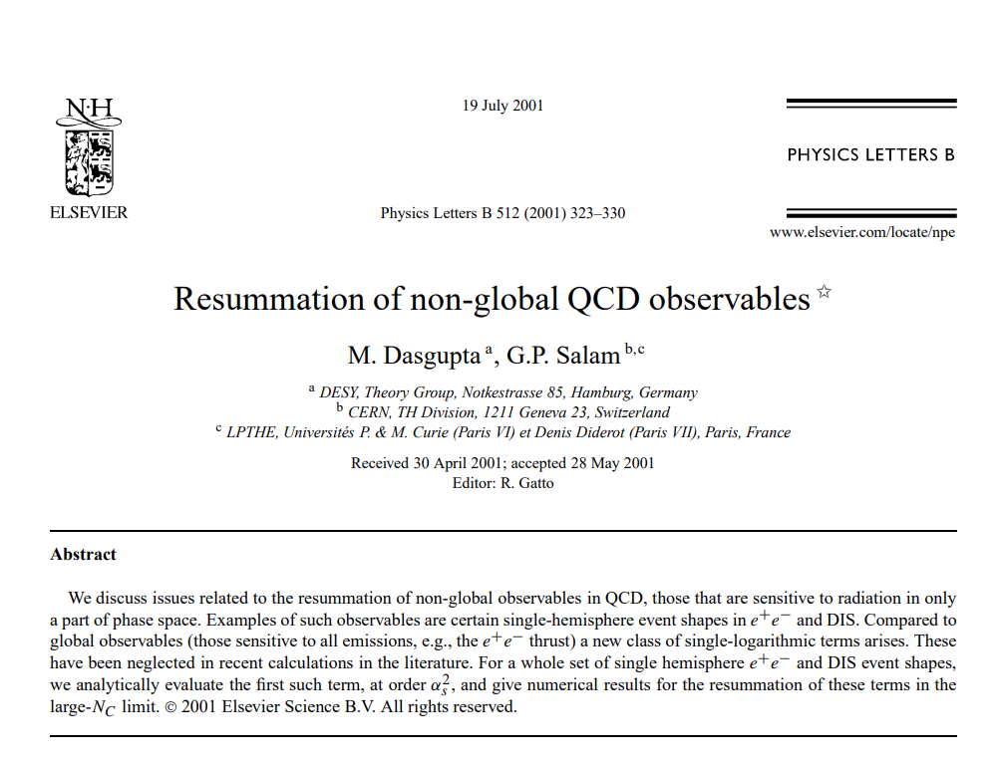 N·H
ELSEVIER
19 July 2001
Physics Letters B 512 (2001) 323–330
PHYSICS LETTERS B
www.elsevier.com/locate/npe
Resummation of non-global QCD observables ☆
M. Dasgupta a, G.P. Salam b,c
a DESY, Theory Group, Notkestrasse 85, Hamburg, Germany
b CERN, TH Division, 1211 Geneva 23, Switzerland
c LPTHE, Universités P. & M. Curie (Paris VI) et Denis Diderot (Paris VII), Paris, France
Received 30 April 2001; accepted 28 May 2001
Editor: R. Gatto
Abstract
We discuss issues related to the resummation of non-global observables in QCD, those that are sensitive to radiation in only
a part of phase space. Examples of such observables are certain single-hemisphere event shapes in e⁺e⁻ and DIS. Compared to
global observables (those sensitive to all emissions, e.g., the e⁺e⁻ thrust) a new class of single-logarithmic terms arises. These
have been neglected in recent calculations in the literature. For a whole set of single hemisphere e⁺e⁻ and DIS event shapes,
we analytically evaluate the first such term, at order α_s^2, and give numerical results for the resummation of these terms in the
large-N_C limit. © 2001 Elsevier Science B.V. All rights reserved.